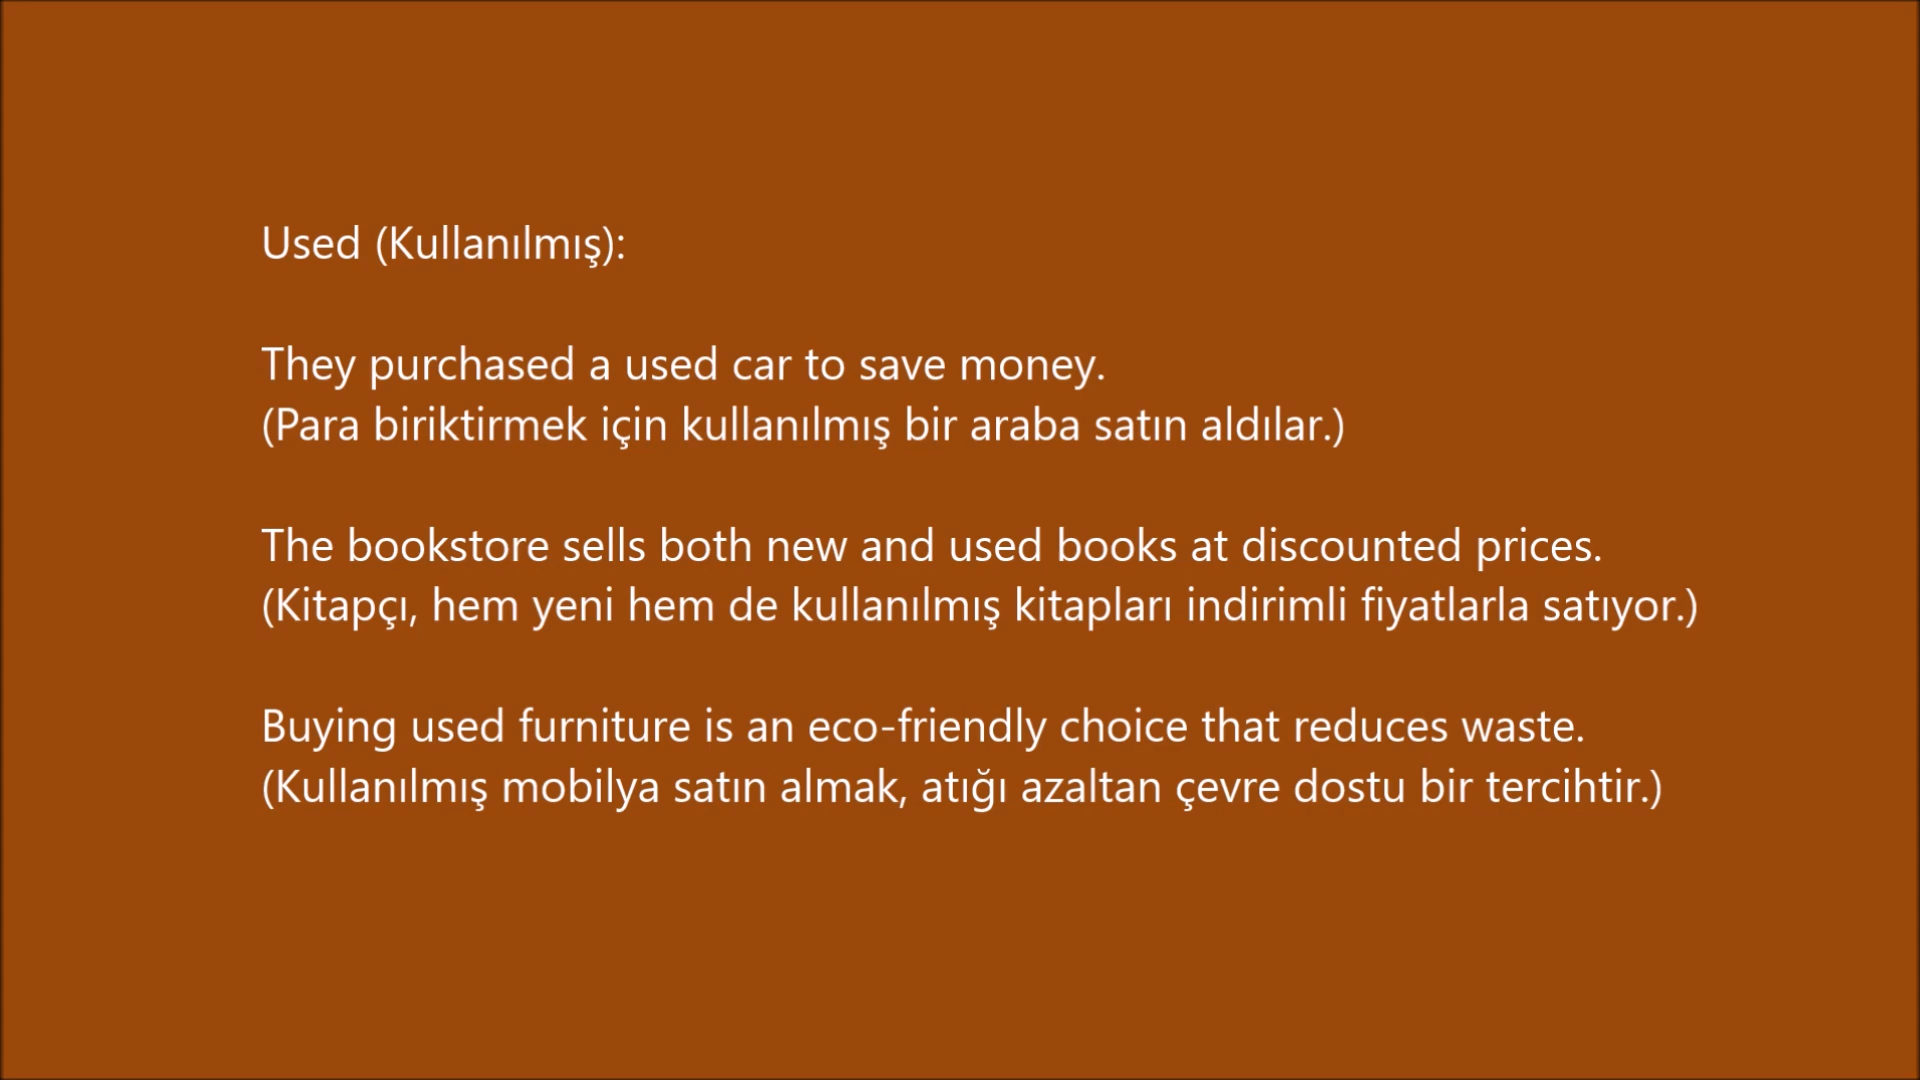 Used (Kullanılmış):
They purchased a used car to save money.
(Para biriktirmek için kullanılmış bir araba satın aldılar.)
The bookstore sells both new and used books at discounted prices.
(Kitapçı, hem yeni hem de kullanılmış kitapları indirimli fiyatlarla satıyor.)
Buying used furniture is an eco-friendly choice that reduces waste.
(Kullanılmış mobilya satın almak, atığı azaltan çevre dostu bir tercihtir.)